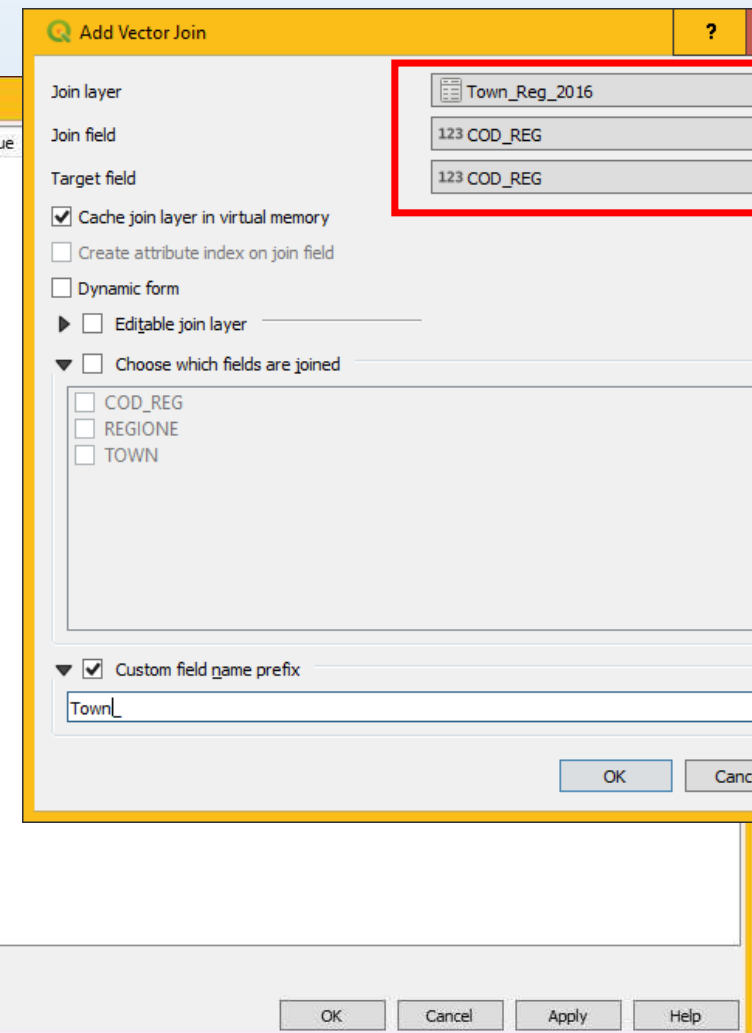 Add Vector Join
?
Join layer
Town_Reg_2016
Join field
123 COD_REG
ue
Target field
123 COD_REG
Cache join layer in virtual memory
Create attribute index on join field
Dynamic form
Editable join layer
Choose which fields are joined
COD_REG
REGIONE
TOWN
Custom field name prefix
Town_
OK
Canc
OK
Cancel
Apply
Help